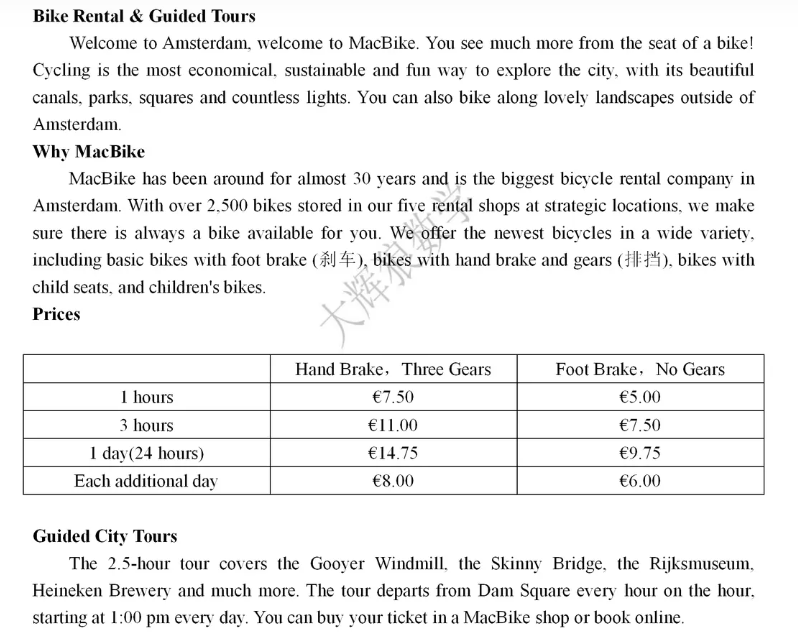 Bike Rental & Guided Tours
Welcome to Amsterdam, welcome to MacBike. You see much more from the seat of a bike!
Cycling is the most economical, sustainable and fun way to explore the city, with its beautiful
canals, parks, squares and countless lights. You can also bike along lovely landscapes outside of
Amsterdam.
Why MacBike
MacBike has been around for almost 30 years and is the biggest bicycle rental company in
Amsterdam. With over 2,500 bikes stored in our five rental shops at strategic locations, we make
sure there is always a bike available for you. We offer the newest bicycles in a wide variety,
including basic bikes with foot brake (刹车), bikes with hand brake and gears (排挡), bikes with
child seats, and children's bikes.
大辉狼数学
Prices
Hand Brake，Three Gears Foot Brake，No Gears
1 hours €7.50 €5.00
3 hours €11.00 €7.50
1 day(24 hours) €14.75 €9.75
Each additional day €8.00 €6.00
Guided City Tours
The 2.5-hour tour covers the Gooyer Windmill, the Skinny Bridge, the Rijksmuseum,
Heineken Brewery and much more. The tour departs from Dam Square every hour on the hour,
starting at 1:00 pm every day. You can buy your ticket in a MacBike shop or book online.